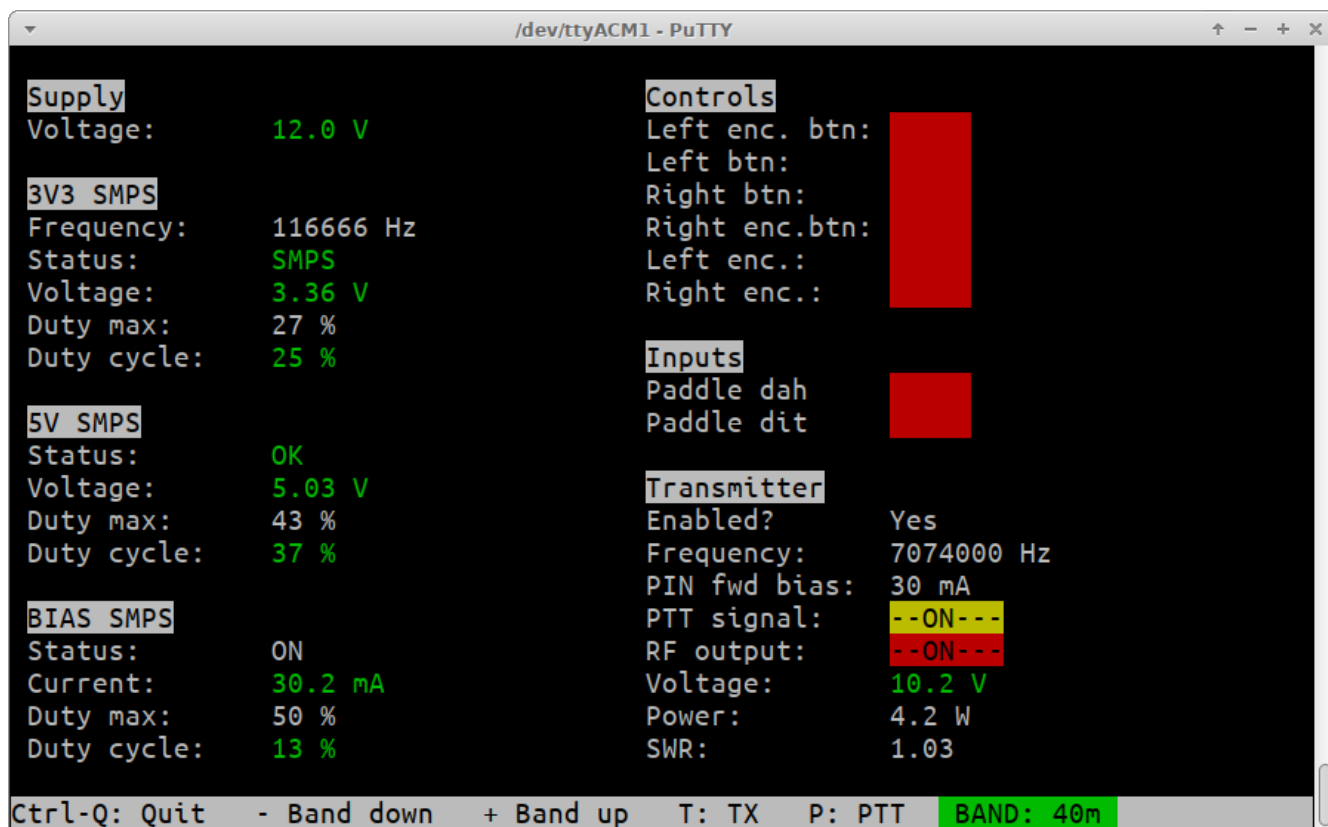 /dev/ttyACM1 - PuTTY
Supply
Voltage: 12.0 V
3V3 SMPS
Frequency: 116666 Hz
Status: SMPS
Voltage: 3.36 V
Duty max: 27 %
Duty cycle: 25 %
5V SMPS
Status: OK
Voltage: 5.03 V
Duty max: 43 %
Duty cycle: 37 %
BIAS SMPS
Status: ON
Current: 30.2 mA
Duty max: 50 %
Duty cycle: 13 %
Controls
Left enc. btn:
Left btn:
Right btn:
Right enc.btn:
Left enc.:
Right enc.:
Inputs
Paddle dah
Paddle dit
Transmitter
Enabled? Yes
Frequency: 7074000 Hz
PIN fwd bias: 30 mA
PTT signal: --ON---
RF output: --ON---
Voltage: 10.2 V
Power: 4.2 W
SWR: 1.03
Ctrl-Q: Quit - Band down + Band up T: TX P: PTT BAND: 40m